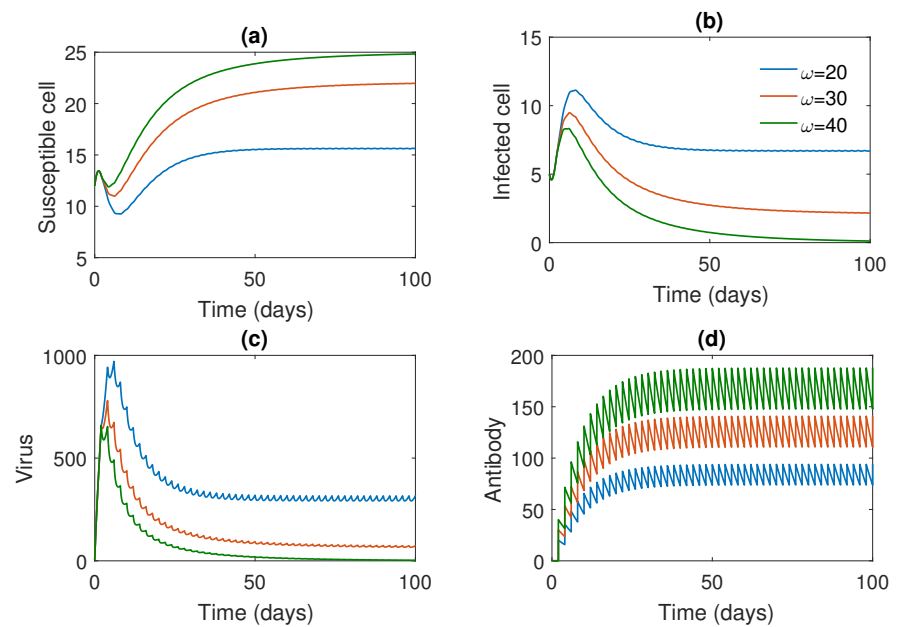 (a)
25
20
15
10
5
0
50
100
Susceptible cell
Time (days)
(b)
15
10
5
0
0
50
100
Infected cell
Time (days)
ω=20
ω=30
ω=40
(c)
1000
500
0
0
50
100
Virus
Time (days)
(d)
200
150
100
50
0
0
50
100
Antibody
Time (days)